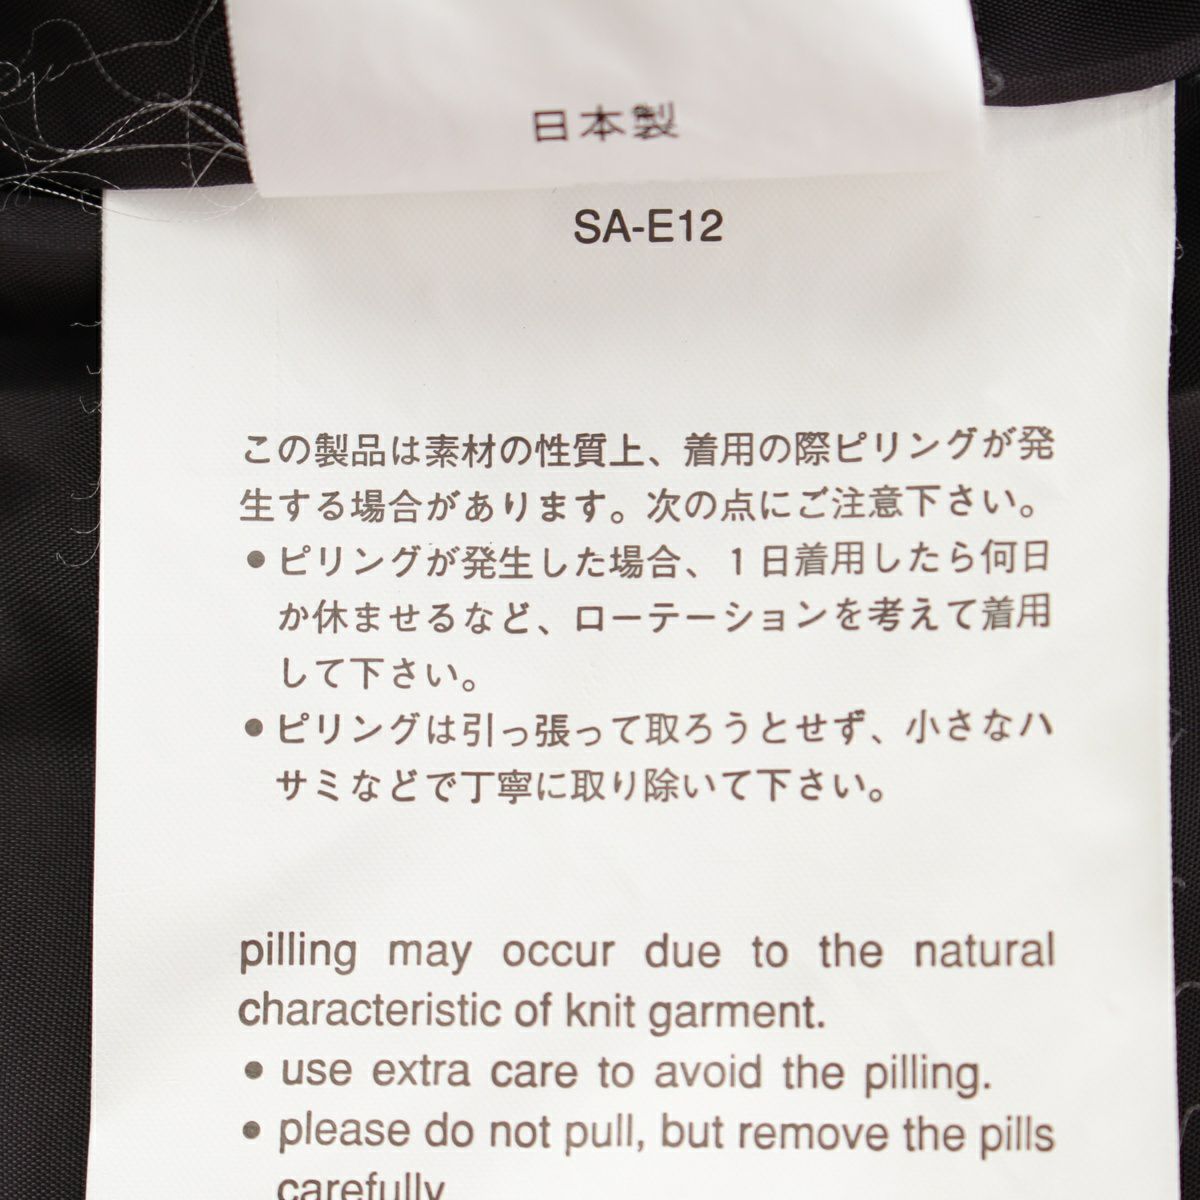 日本製
SA-E12
この製品は素材の性質上、着用の際ピリングが発
生する場合があります。次の点にご注意下さい。
●ピリングが発生した場合、1日着用したら何日
か休ませるなど、ローテーションを考えて着用
して下さい。
●ピリングは引っ張って取ろうとせず、小さなハ
サミなどで丁寧に取り除いて下さい。
pilling may occur due to the natural
characteristic of knit garment.
● use extra care to avoid the pilling.
● please do not pull, but remove the pills
carefully